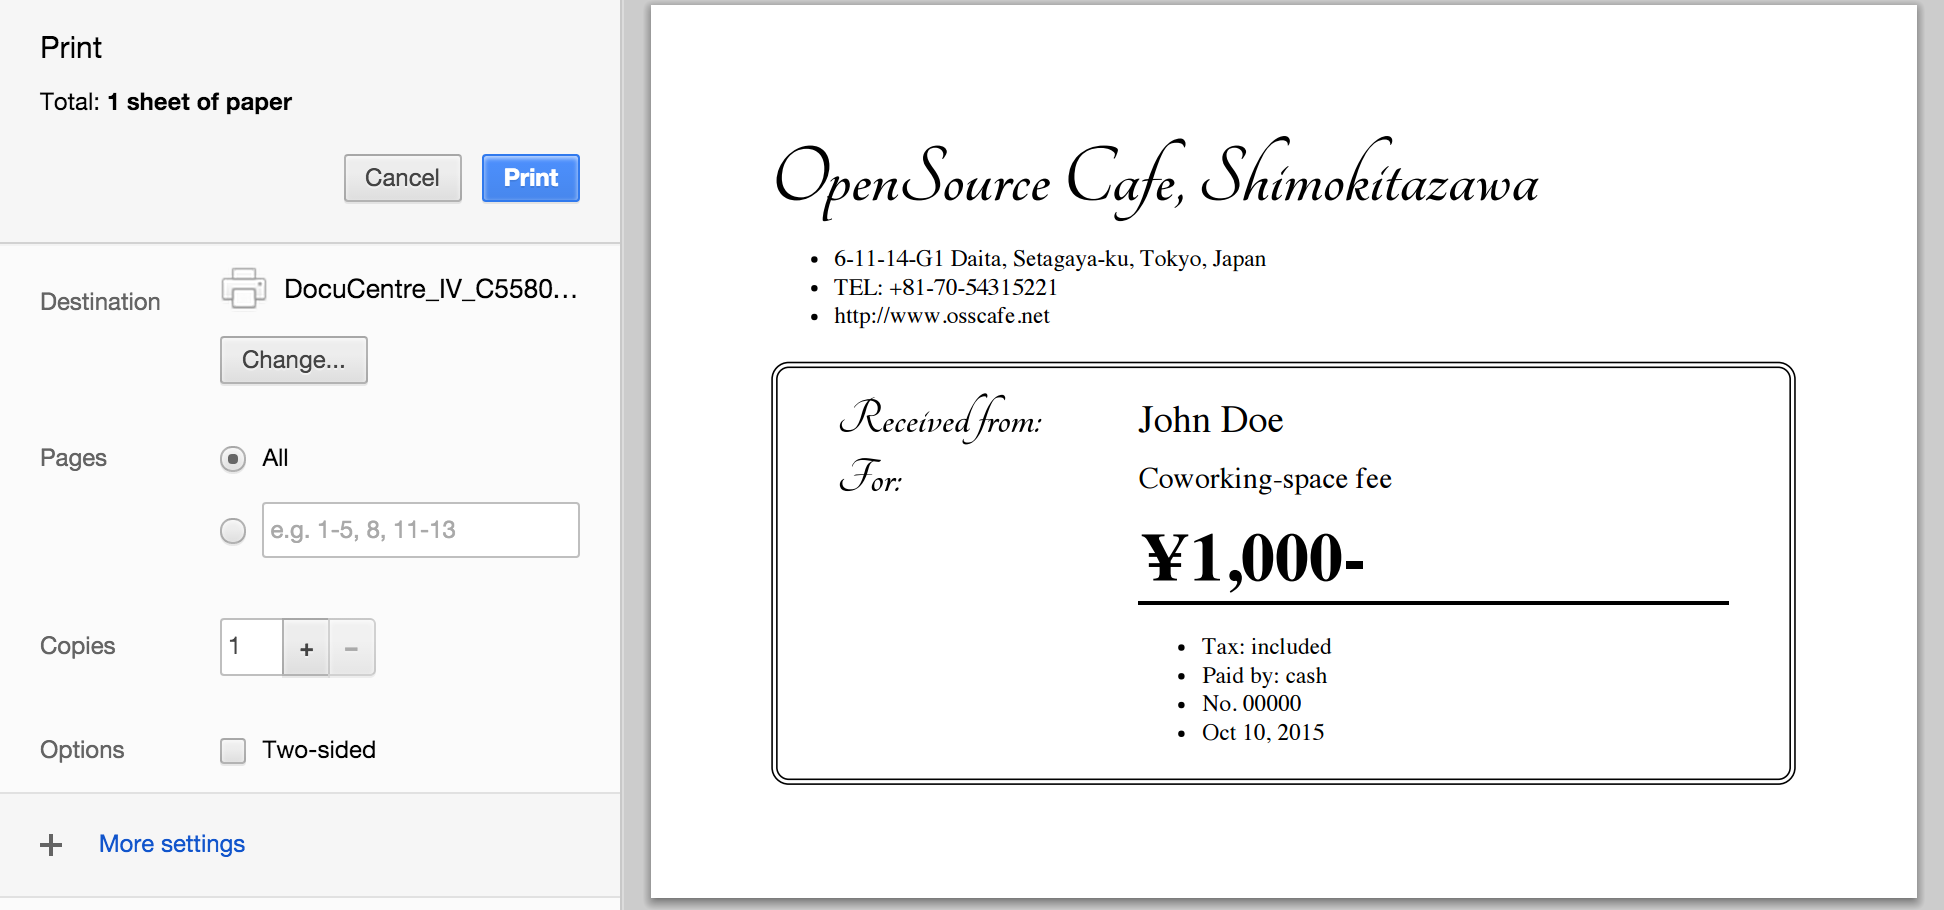 Print
Total: 1 sheet of paper
Cancel
Print
Destination
DocuCentre_IV_C5580...
Change...
Pages
All
e.g. 1-5, 8, 11-13
Copies
1
+
−
Options
Two-sided
+
More settings
OpenSource Cafe, Shimokitazawa
• 6-11-14-G1 Daita, Setagaya-ku, Tokyo, Japan
• TEL: +81-70-54315221
• http://www.osscafe.net
Received from: John Doe
For: Coworking-space fee
¥1,000-
• Tax: included
• Paid by: cash
• No. 00000
• Oct 10, 2015